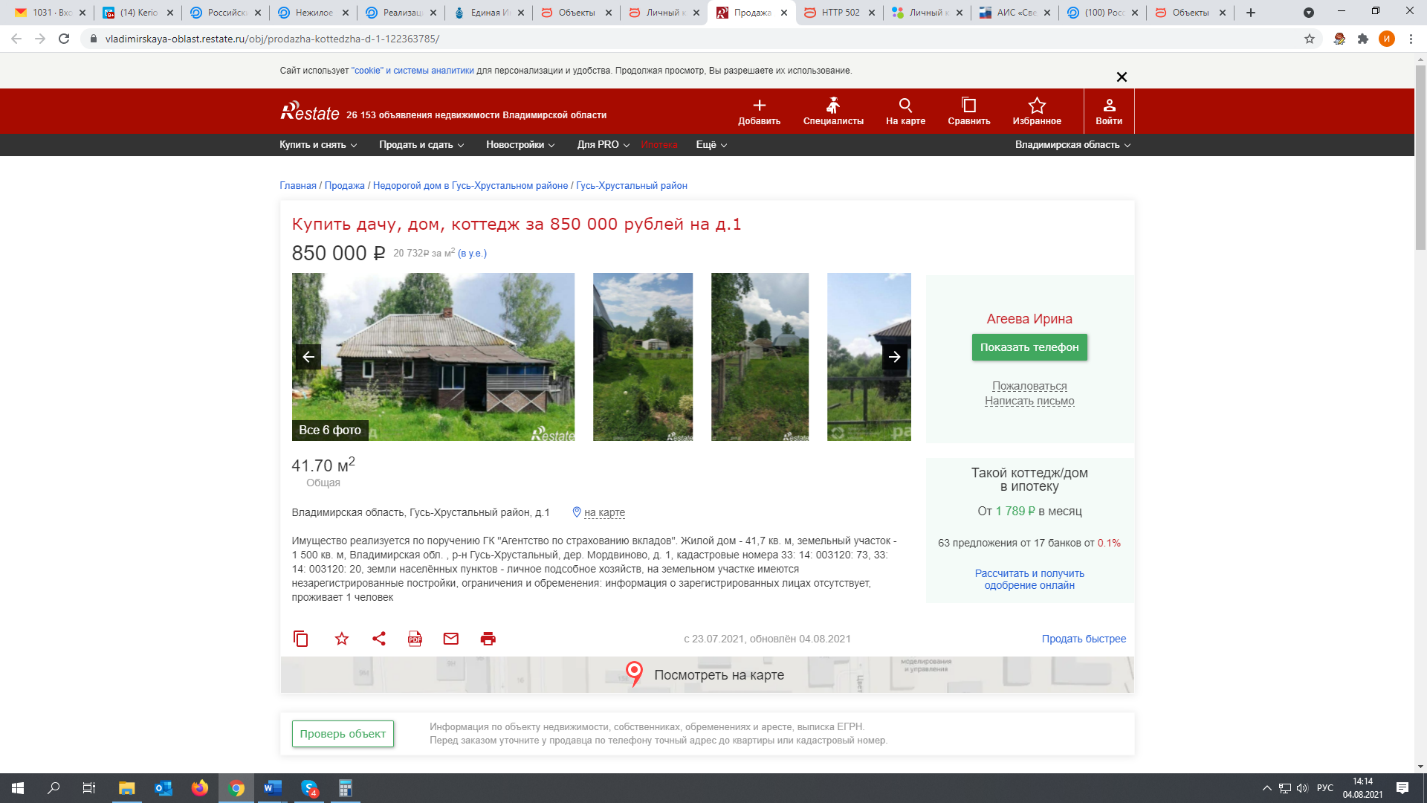 1031 · Вхо
(14) Kerio
Российск
Нежилое
Реализац
Единая И
Объекты
Личный к
Продажа
HTTP 502
Личный к
АИС «Све
(100) Росс
Объекты
vladimirskaya-oblast.restate.ru/obj/prodazha-kottedzha-d-1-122363785/
И
Сайт использует "cookie" и системы аналитики для персонализации и удобства. Продолжая просмотр, Вы разрешаете их использование.
Restate 26 153 объявления недвижимости Владимирской области
Добавить Специалисты На карте Сравнить Избранное Войти
Купить и снять Продать и сдать Новостройки Для PRO Ипотека Ещё Владимирская область
Главная / Продажа / Недорогой дом в Гусь-Хрустальном районе / Гусь-Хрустальный район
Купить дачу, дом, коттедж за 850 000 рублей на д.1
850 000 ₽ 20 732₽ за м2 (в у.е.)
Все 6 фото
Restate
Restate
Restate
Агеева Ирина
Показать телефон
Пожаловаться
Написать письмо
41.70 м2
Общая
Владимирская область, Гусь-Хрустальный район, д.1 на карте
Имущество реализуется по поручению ГК "Агентство по страхованию вкладов". Жилой дом - 41,7 кв. м, земельный участок -
1 500 кв. м, Владимирская обл. , р-н Гусь-Хрустальный, дер. Мордвиново, д. 1, кадастровые номера 33: 14: 003120: 73, 33:
14: 003120: 20, земли населённых пунктов - личное подсобное хозяйств, на земельном участке имеются
незарегистрированные постройки, ограничения и обременения: информация о зарегистрированных лицах отсутствует,
проживает 1 человек
Такой коттедж/дом
в ипотеку
От 1 789 ₽ в месяц
63 предложения от 17 банков от 0.1%
Рассчитать и получить
одобрение онлайн
PDF
с 23.07.2021, обновлён 04.08.2021
Продать быстрее
моделирование
и управление
Посмотреть на карте
Проверь объект
Информация по объекту недвижимости, собственниках, обременениях и аресте, выписка ЕГРН.
Перед заказом уточните у продавца по телефону точный адрес до квартиры или кадастровый номер.
4
РУС
14:14
04.08.2021